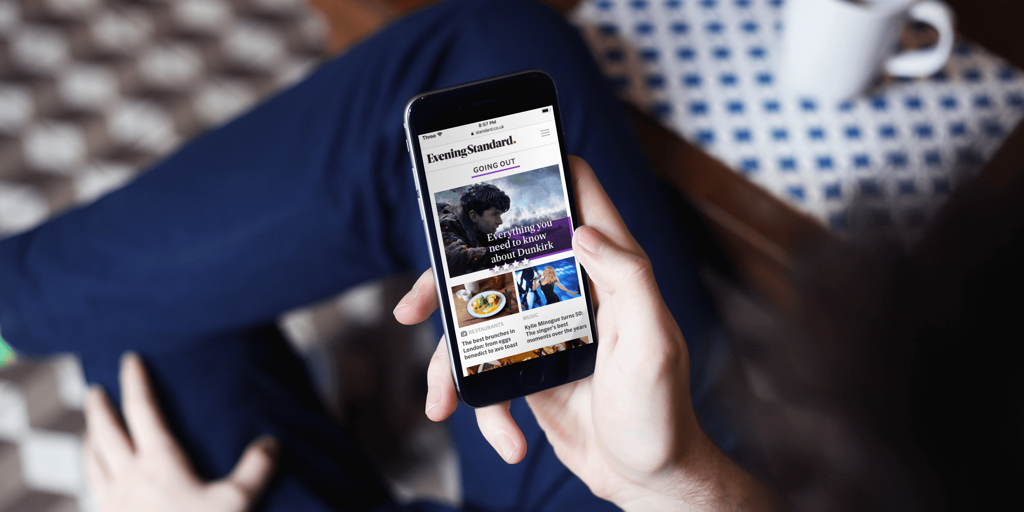 Three 8:57 PM
standard.co.uk
Evening Standard.
GOING OUT
Everything you
need to know
about Dunkirk
RESTAURANTS
The best brunches in
London: from eggs
benedict to avo toast
MUSIC
Kylie Minogue turns 50:
The singer's best
moments over the years